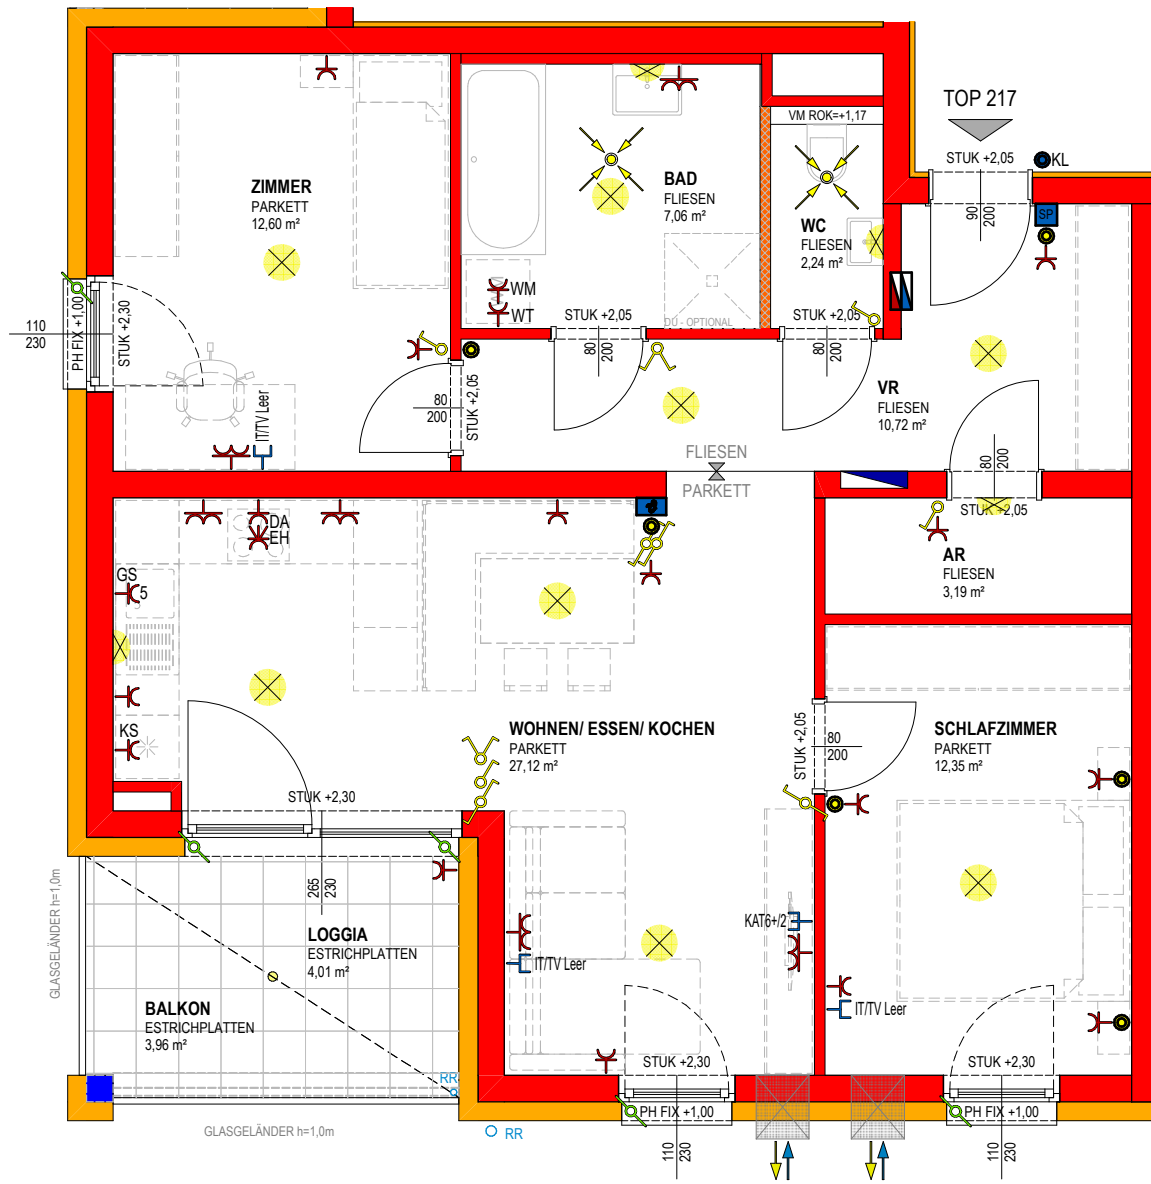 TOP 217
STUK +2,05
KL
90
200
SP
VM ROK=+1,17
ZIMMER
PARKETT
12,60 m²
BAD
FLIESEN
7,06 m²
WC
FLIESEN
2,24 m²
WM
WT
DU - OPTIONAL
STUK +2,05
80
200
STUK +2,05
80
200
110
230
PH FIX +1,00
STUK +2,30
IT/TV Leer
80
200
STUK +2,05
VR
FLIESEN
10,72 m²
FLIESEN
PARKETT
80
200
STUK +2,05
AR
FLIESEN
3,19 m²
DA
EH
GS
5
KS
WOHNEN/ ESSEN/ KOCHEN
PARKETT
27,12 m²
STUK +2,05
80
200
SCHLAFZIMMER
PARKETT
12,35 m²
STUK +2,30
265
230
GLASGELÄNDER h=1,0m
LOGGIA
ESTRICHPLATTEN
4,01 m²
BALKON
ESTRICHPLATTEN
3,96 m²
IT/TV Leer
KAT6+/2
IT/TV Leer
STUK +2,30
STUK +2,30
RR
PH FIX +1,00
PH FIX +1,00
GLASGELÄNDER h=1,0m
RR
110
230
110
230